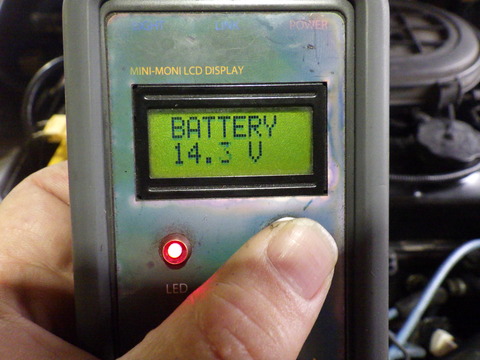 POWER
MINI-MONI LCD DISPLAY
BATTERY
14.3 V
LED